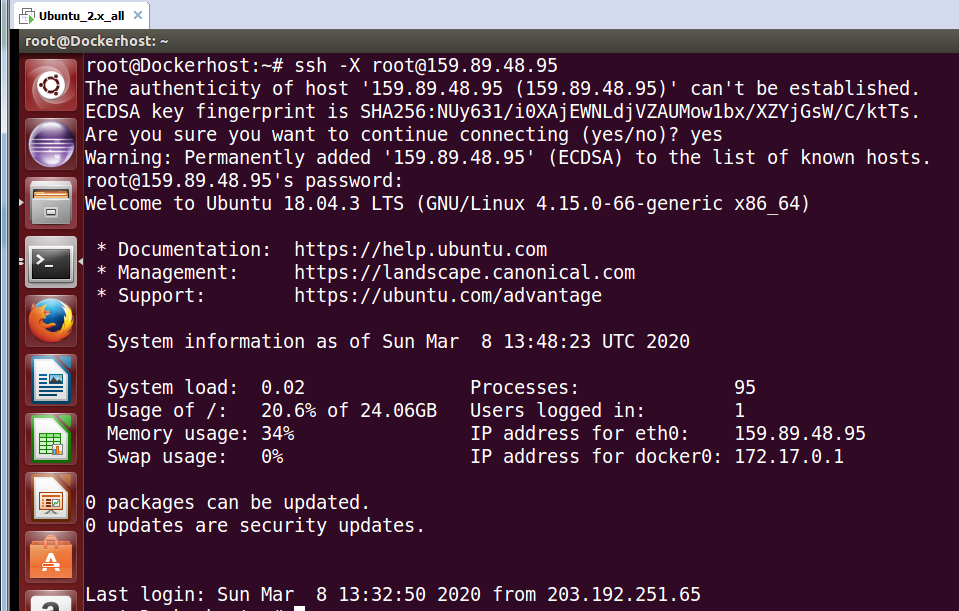 Ubuntu_2.x_all
root@Dockerhost: ~
root@Dockerhost:~# ssh -X root@159.89.48.95
The authenticity of host '159.89.48.95 (159.89.48.95)' can't be established.
ECDSA key fingerprint is SHA256:NUy631/i0XAjEWNLdjVZAUMow1bx/XZYjGsW/C/ktTs.
Are you sure you want to continue connecting (yes/no)? yes
Warning: Permanently added '159.89.48.95' (ECDSA) to the list of known hosts.
root@159.89.48.95's password:
Welcome to Ubuntu 18.04.3 LTS (GNU/Linux 4.15.0-66-generic x86_64)
* Documentation: https://help.ubuntu.com
* Management: https://landscape.canonical.com
* Support: https://ubuntu.com/advantage
System information as of Sun Mar 8 13:48:23 UTC 2020
System load: 0.02 Processes: 95
Usage of /: 20.6% of 24.06GB Users logged in: 1
Memory usage: 34% IP address for eth0: 159.89.48.95
Swap usage: 0% IP address for docker0: 172.17.0.1
0 packages can be updated.
0 updates are security updates.
Last login: Sun Mar 8 13:32:50 2020 from 203.192.251.65